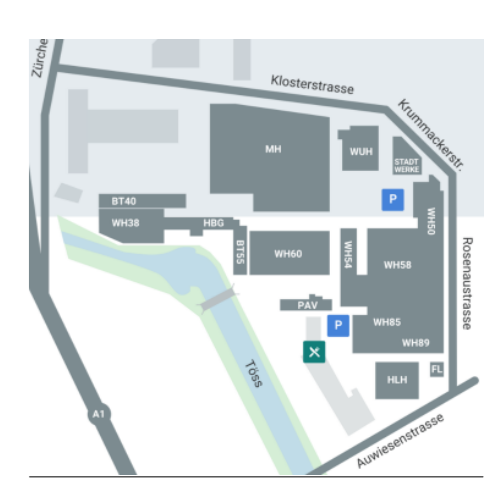 Zürche
Klosterstrasse
Krummackerstr.
MH
WUH
STADT
WERKE
P
BT40
WH38
HBG
BT55
WH60
WH54
WH50
WH58
Rosenaustrasse
PAV
P
WH85
WH89
Töss
HLH
FL
A1
Auwiesenstrasse